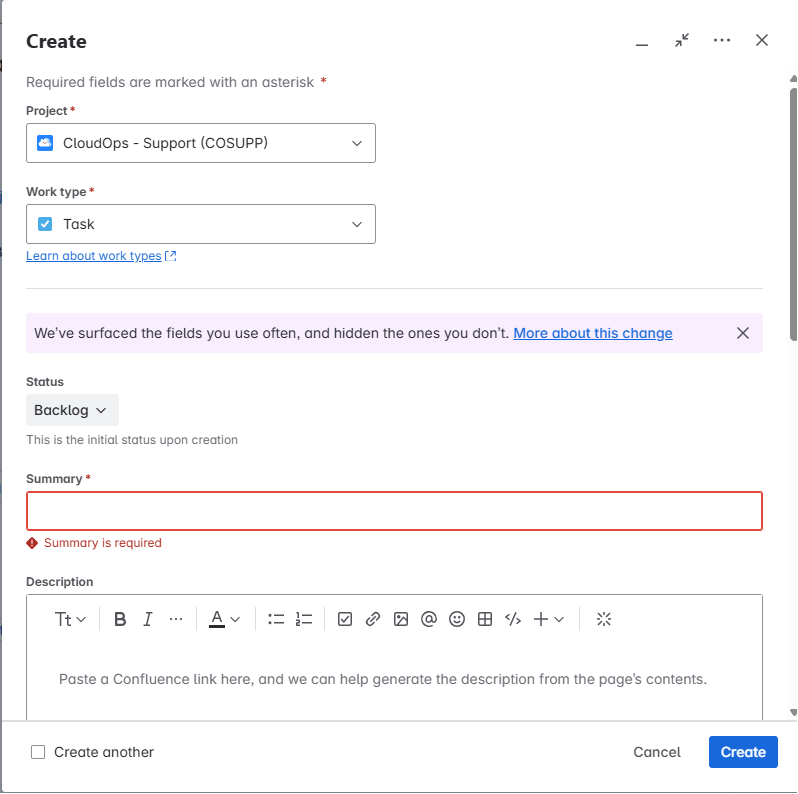 Create
Required fields are marked with an asterisk *
Project *
CloudOps - Support (COSUPP)
Work type *
Task
Learn about work types
We've surfaced the fields you use often, and hidden the ones you don't. More about this change
Status
Backlog
This is the initial status upon creation
Summary *
Summary is required
Description
Tt B I ... A @ </> +
Paste a Confluence link here, and we can help generate the description from the page's contents.
Create another
Cancel
Create